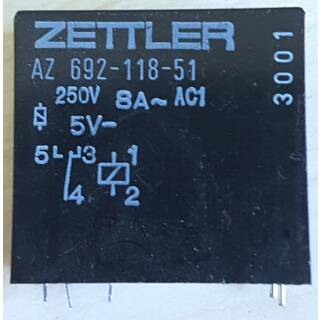 ZETTLER
AZ 692-118-51
250V 8A~ AC1
5V-
5 3 1
4 2
3001